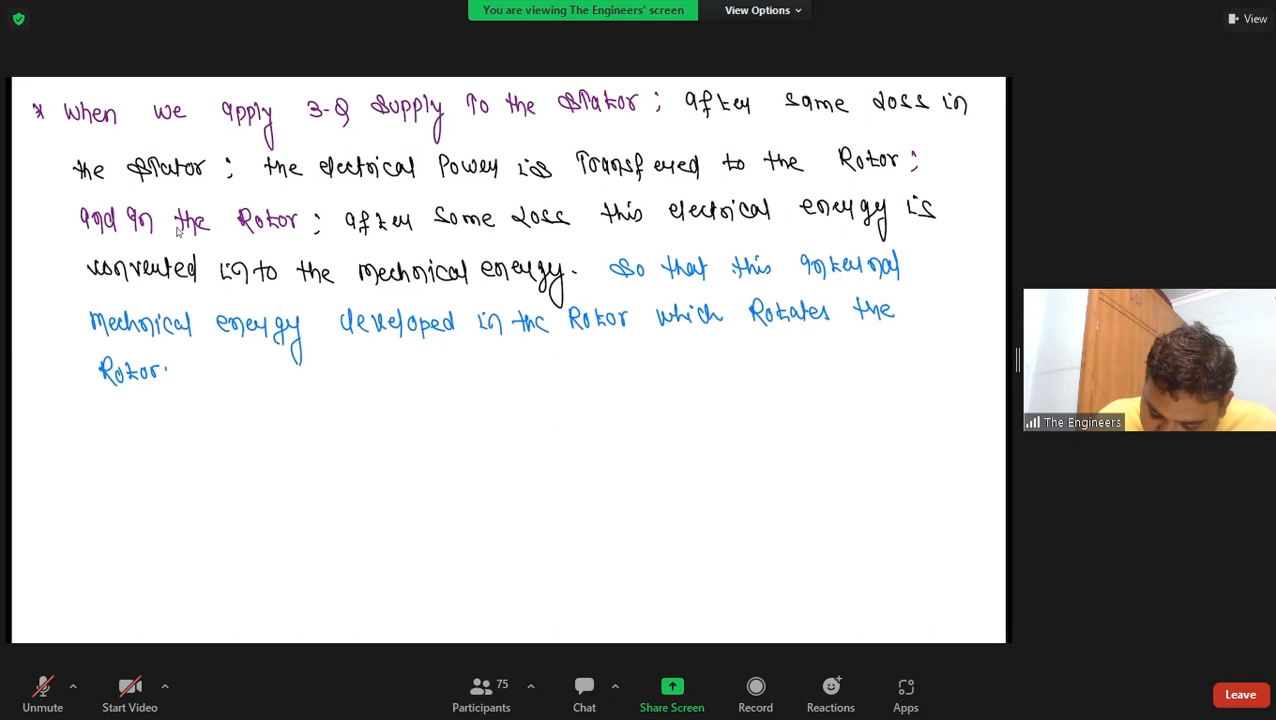 You are viewing The Engineers' screen
View Options
View
* When we apply 3-Q Supply To the Stator ; after some Loss in
the Stator ; the electrical Power is Transfered to the Rotor ;
and in the Rotor ; after some Loss this electrical energy is
converted into the mechnical energy. So that this internal
mechnical energy developed in the Rotor which Rotates the
Rotor.
The Engineers
Unmute
Start Video
75
Participants
Chat
Share Screen
Record
Reactions
Apps
Leave